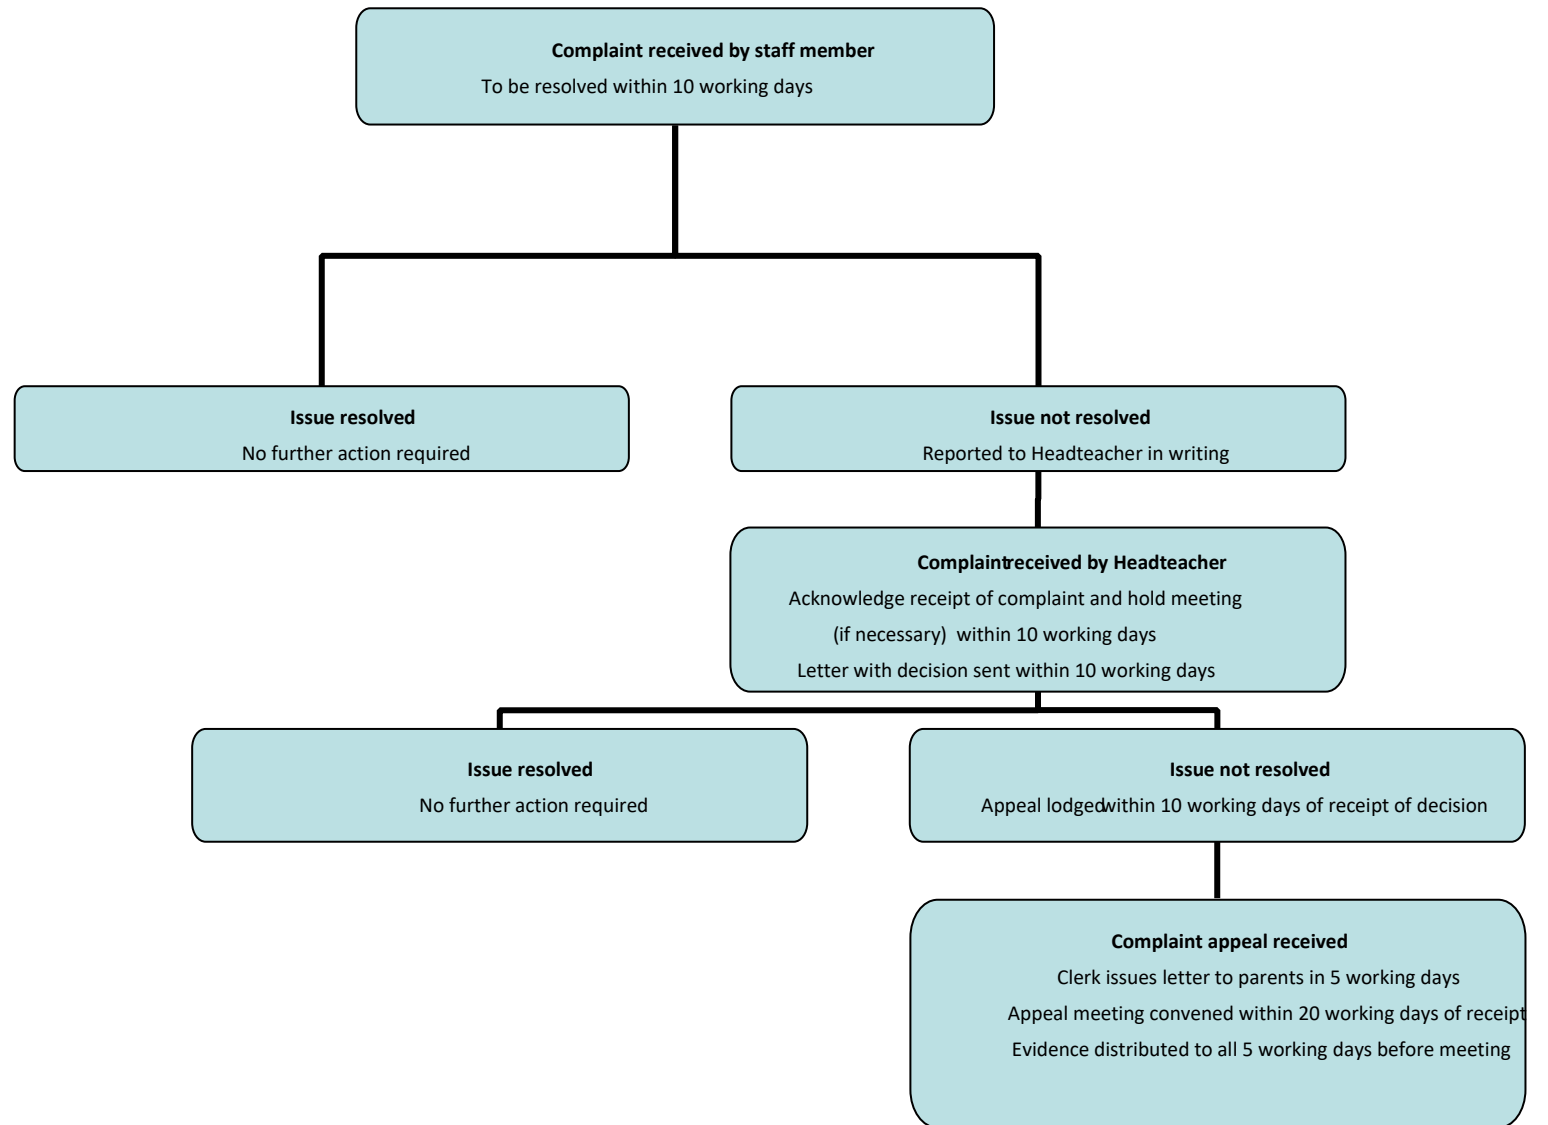 Complaint received by staff member
To be resolved within 10 working days
Issue resolved
No further action required
Issue not resolved
Reported to Headteacher in writing
Complaintreceived by Headteacher
Acknowledge receipt of complaint and hold meeting
(if necessary) within 10 working days
Letter with decision sent within 10 working days
Issue resolved
No further action required
Issue not resolved
Appeal lodgedwithin 10 working days of receipt of decision
Complaint appeal received
Clerk issues letter to parents in 5 working days
Appeal meeting convened within 20 working days of receipt
Evidence distributed to all 5 working days before meeting